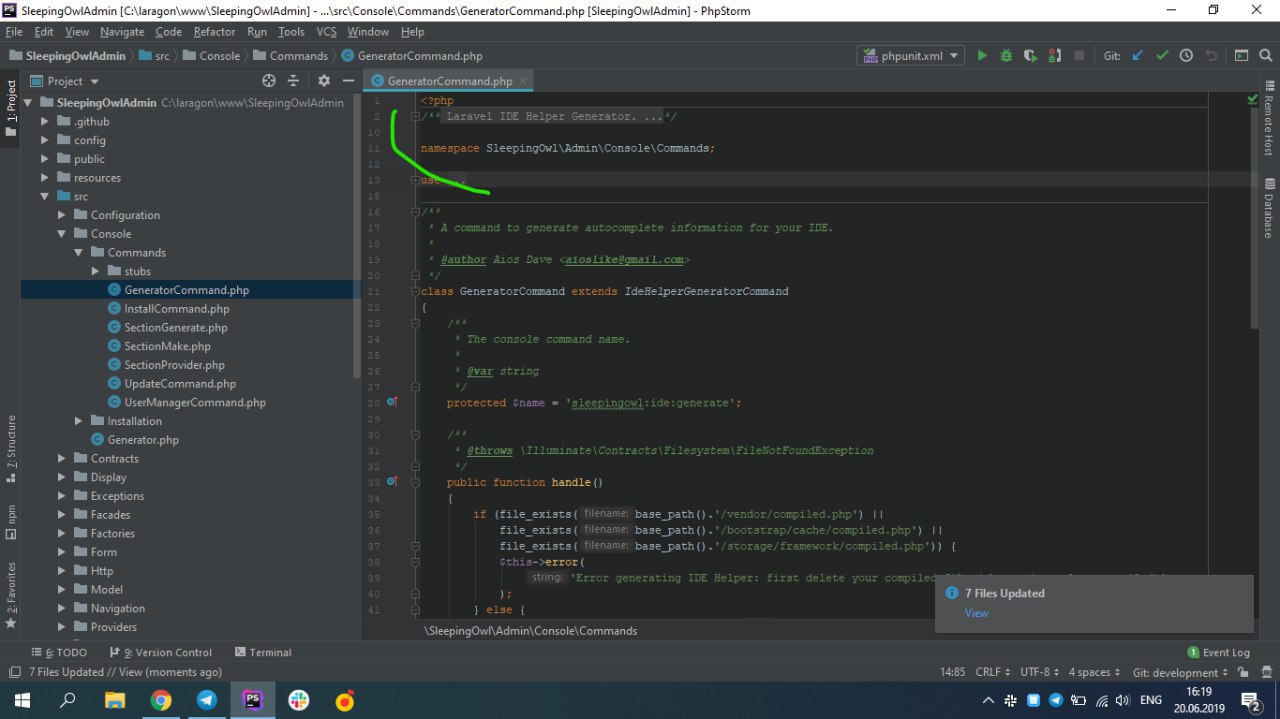 SleepingOwlAdmin [C:\laragon\www\SleepingOwlAdmin] - ...\src\Console\Commands\GeneratorCommand.php [SleepingOwlAdmin] - PhpStorm
File Edit View Navigate Code Refactor Run Tools VCS Window Help
SleepingOwlAdmin src Console Commands GeneratorCommand.php phpunit.xml Git:
Project GeneratorCommand.php
1: Project
SleepingOwlAdmin C:\laragon\www\SleepingOwlAdmin
.github
config
public
resources
src
Configuration
Console
Commands
stubs
GeneratorCommand.php
InstallCommand.php
SectionGenerate.php
SectionMake.php
SectionProvider.php
UpdateCommand.php
UserManagerCommand.php
Installation
Generator.php
Contracts
Display
Exceptions
Facades
Factories
Form
Http
Model
Navigation
Providers
Z: Structure
npm
2: Favorites
1 <?php
2 /** Laravel IDE Helper Generator. ...*/
10
11 namespace SleepingOwl\Admin\Console\Commands;
12
13 use ...
15
16 /**
17 * A command to generate autocomplete information for your IDE.
18 *
19 * @author Aios Dave <aioslike@gmail.com>
20 */
21 class GeneratorCommand extends IdeHelperGeneratorCommand
22 {
23 /**
24 * The console command name.
25 *
26 * @var string
27 */
28 protected $name = 'sleepingowl:ide:generate';
29
30 /**
31 * @throws \Illuminate\Contracts\Filesystem\FileNotFoundException
32 */
33 public function handle()
34 {
35 if (file_exists( filename: base_path().'/vendor/compiled.php') ||
36 file_exists( filename: base_path().'/bootstrap/cache/compiled.php') ||
37 file_exists( filename: base_path().'/storage/framework/compiled.php')) {
38 $this->error(
39 string: 'Error generating IDE Helper: first delete your compiled
40 );
41 } else {
\SleepingOwl\Admin\Console\Commands
Remote Host
Database
7 Files Updated
View
6: TODO 9: Version Control Terminal 1 Event Log
7 Files Updated // View (moments ago) 14:85 CRLF UTF-8 4 spaces Git: development
ENG 16:19
20.06.2019 2